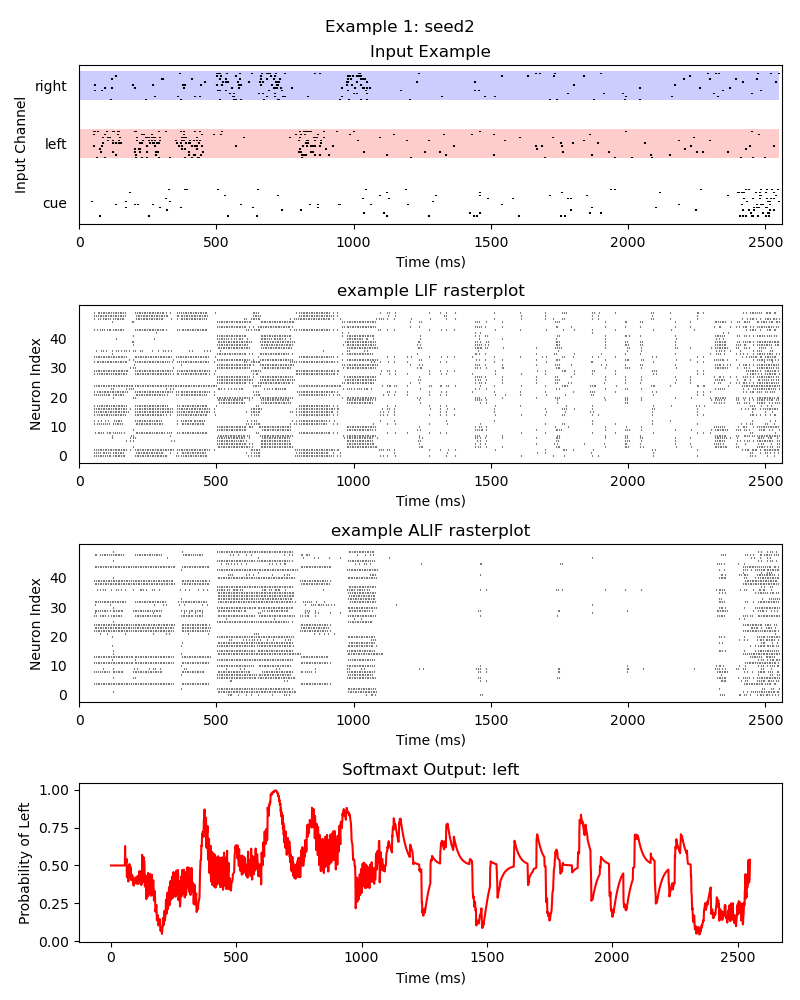 Example 1: seed2
Input Example
Input Channel
right
left
cue
0 500 1000 1500 2000 2500
Time (ms)
example LIF rasterplot
Neuron Index
40
30
20
10
0
0 500 1000 1500 2000 2500
Time (ms)
example ALIF rasterplot
Neuron Index
40
30
20
10
0
0 500 1000 1500 2000 2500
Time (ms)
Softmaxt Output: left
Probability of Left
1.00
0.75
0.50
0.25
0.00
0 500 1000 1500 2000 2500
Time (ms)